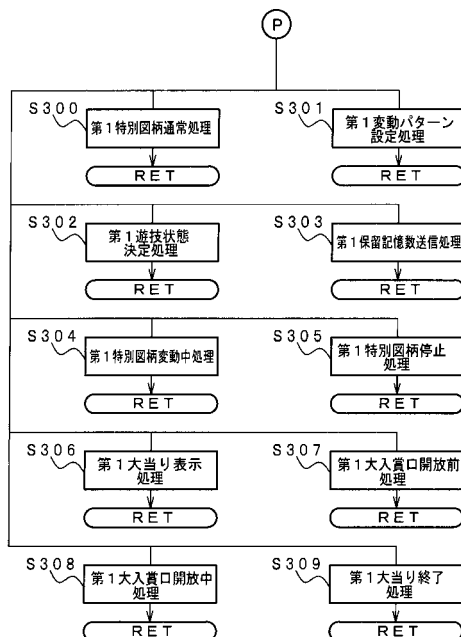 P
S300
第1特別図柄通常処理
RET
S301
第1変動パターン
設定処理
RET
S302
第1遊技状態
決定処理
RET
S303
第1保留記憶数送信処理
RET
S304
第1特別図柄変動中処理
RET
S305
第1特別図柄停止
処理
RET
S306
第1大当り表示
処理
RET
S307
第1大入賞口開放前
処理
RET
S308
第1大入賞口開放中
処理
RET
S309
第1大当り終了
処理
RET